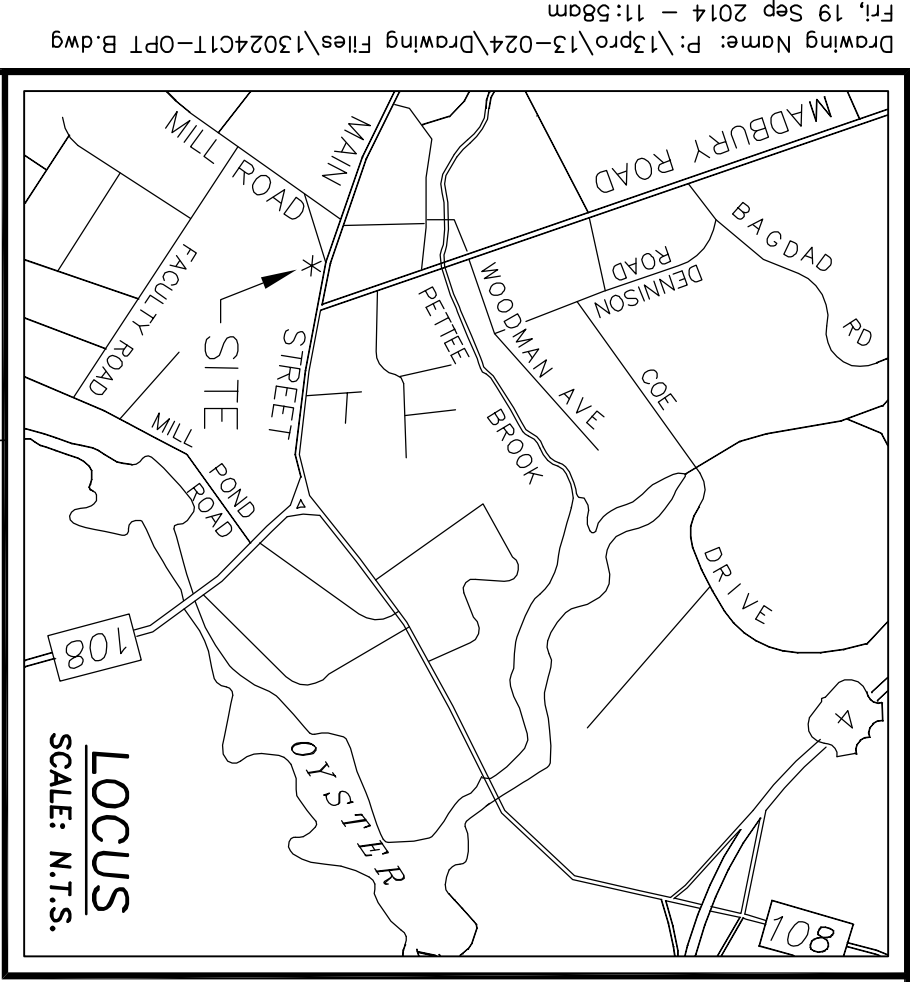 Drawing Name: P:\13pro\13-024\Drawing\Files\13024C1T-OPT B.dwg
Fri, 19 Sep 2014 - 11:58am
MILL ROAD
MAIN
STREET
MADBURY ROAD
BAGDAD
RD
DENNISON
ROAD
WOODMAN AVE
PETTEE
BROOK
COE
DRIVE
FACULTY ROAD
SITE
MILL
POND
ROAD
108
108
OYSTER
LOCUS
SCALE: N.T.S.